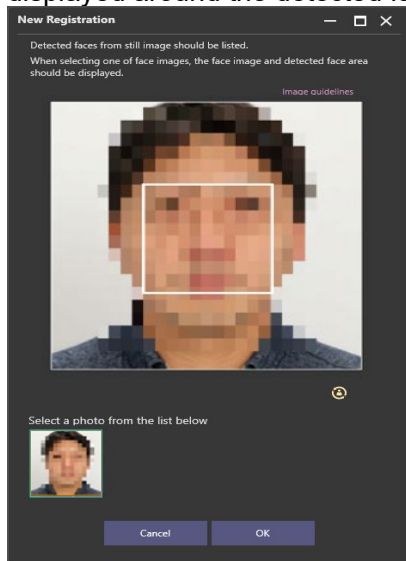 New Registration
Detected faces from still image should be listed.
When selecting one of face images, the face image and detected face area
should be displayed.
Image guidelines
Select a photo from the list below
Cancel
OK